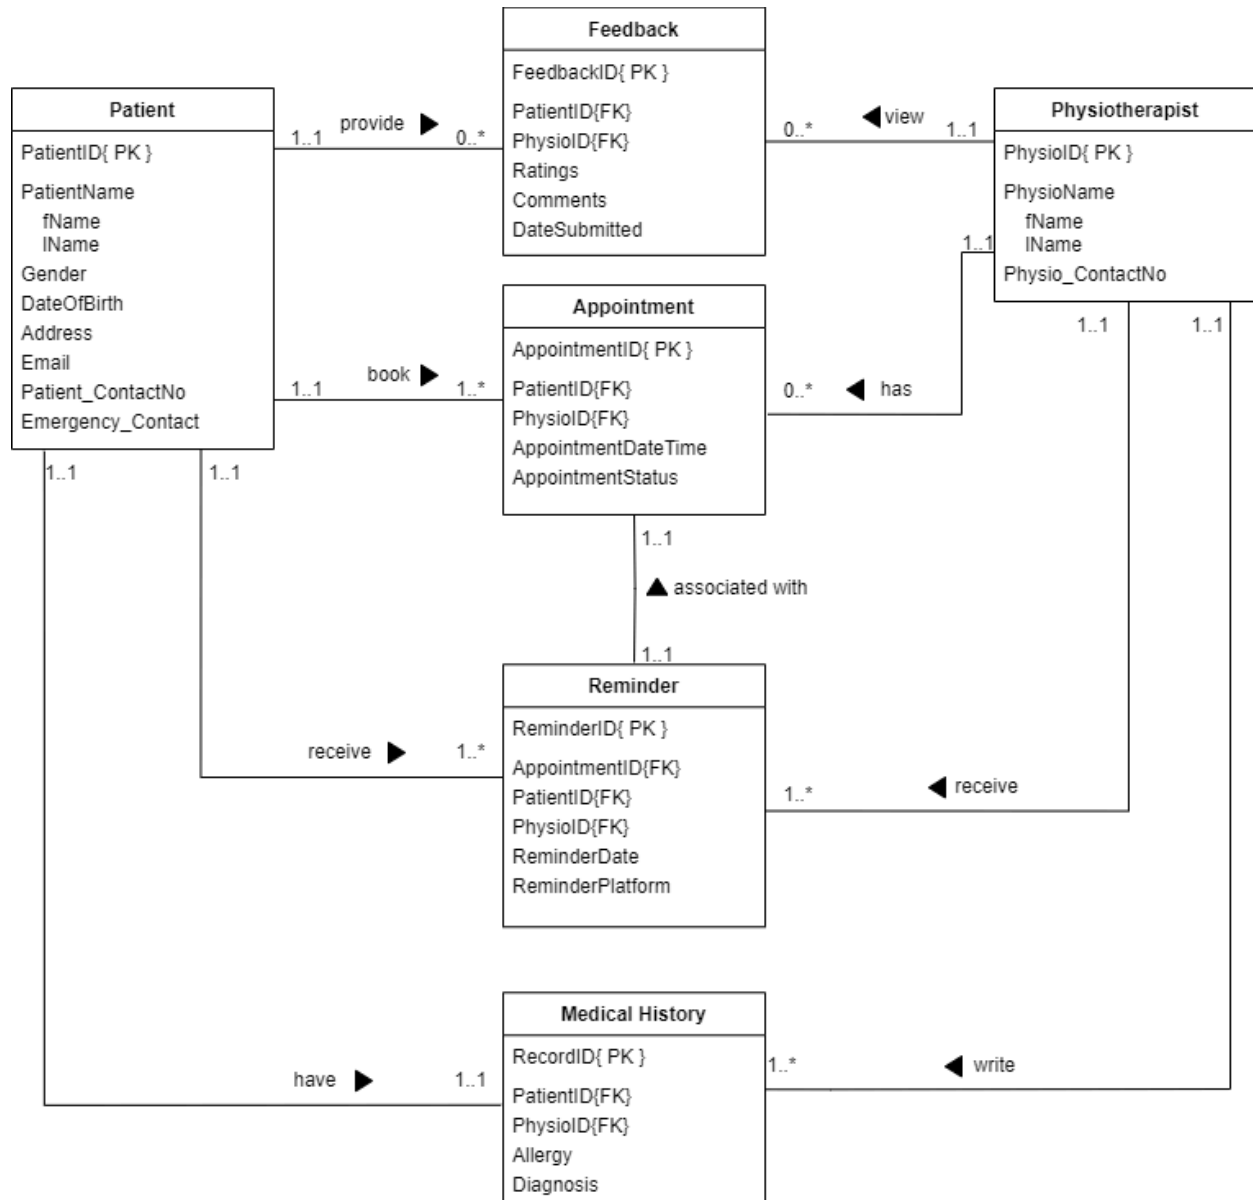 Feedback
FeedbackID{ PK }
PatientID{FK}
PhysioID{FK}
Ratings
Comments
DateSubmitted
Patient
PatientID{ PK }
PatientName
fName
lName
Gender
DateOfBirth
Address
Email
Patient_ContactNo
Emergency_Contact
provide
1..1
0..*
view
0..*
1..1
Physiotherapist
PhysioID{ PK }
PhysioName
fName
lName
Physio_ContactNo
1..1
Appointment
AppointmentID{ PK }
PatientID{FK}
PhysioID{FK}
AppointmentDateTime
AppointmentStatus
book
1..1
1..*
0..*
has
1..1
1..1
1..1
1..1
1..1
associated with
1..1
Reminder
ReminderID{ PK }
AppointmentID{FK}
PatientID{FK}
PhysioID{FK}
ReminderDate
ReminderPlatform
receive
1..*
1..*
receive
Medical History
RecordID{ PK }
PatientID{FK}
PhysioID{FK}
Allergy
Diagnosis
have
1..1
1..*
write